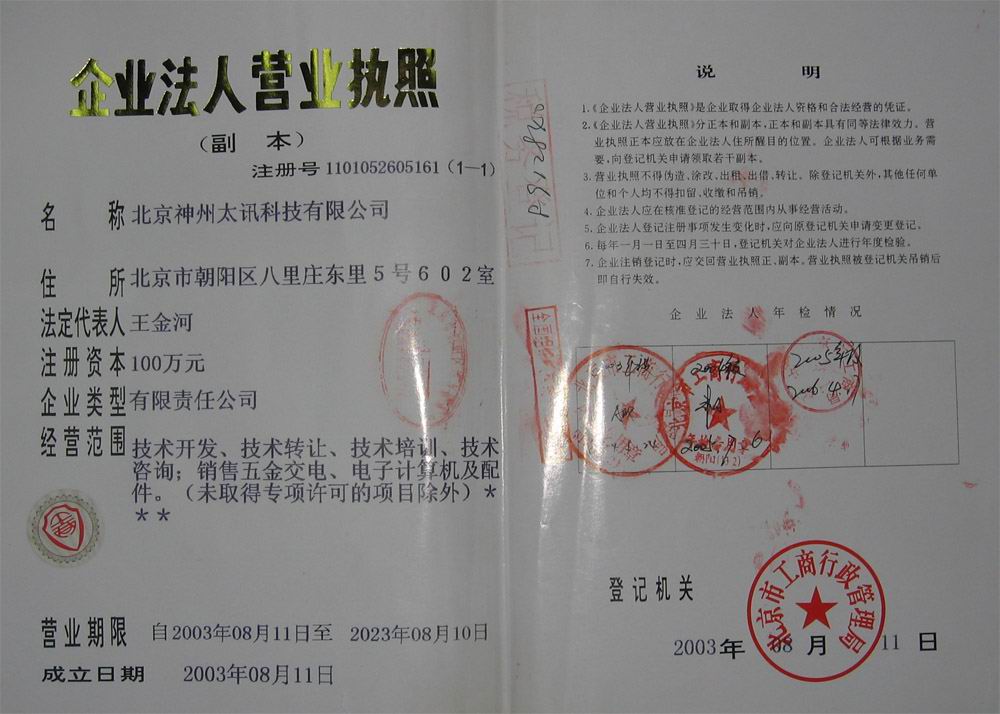 企业法人营业执照
（副 本）
注册号 1101052605161（1—1）
名 称 北京神州太讯科技有限公司
住 所 北京市朝阳区八里庄东里５号６０２室
法定代表人 王金河
注册资本 100万元
企业类型 有限责任公司
经营范围 技术开发、技术转让、技术培训、技术
咨询；销售五金交电、电子计算机及配
件。（未取得专项许可的项目除外）＊
＊＊
营业期限 自2003年08月11日至 2023年08月10日
成立日期 2003年08月11日
说 明
1.《企业法人营业执照》是企业取得企业法人资格和合法经营的凭证。
2.《企业法人营业执照》分正本和副本，正本和副本具有同等法律效力。营
业执照正本应放在企业法人住所醒目的位置。企业法人可根据业务需
要，向登记机关申请领取若干副本。
3.营业执照不得伪造、涂改、出租、出借、转让。除登记机关外，其他任何单
位和个人均不得扣留、收缴和吊销。
4.企业法人应在核准登记的经营范围内从事经营活动。
5.企业法人登记注册事项发生变化时，应向原登记机关申请变更登记。
6.每年一月一日至四月三十日，登记机关对企业法人进行年度检验。
7.企业注销登记时，应交回营业执照正、副本。营业执照被登记机关吊销后
即自行失效。
企 业 法 人 年 检 情 况
登记机关
北京市工商行政管理局
2003年 08 月 11 日